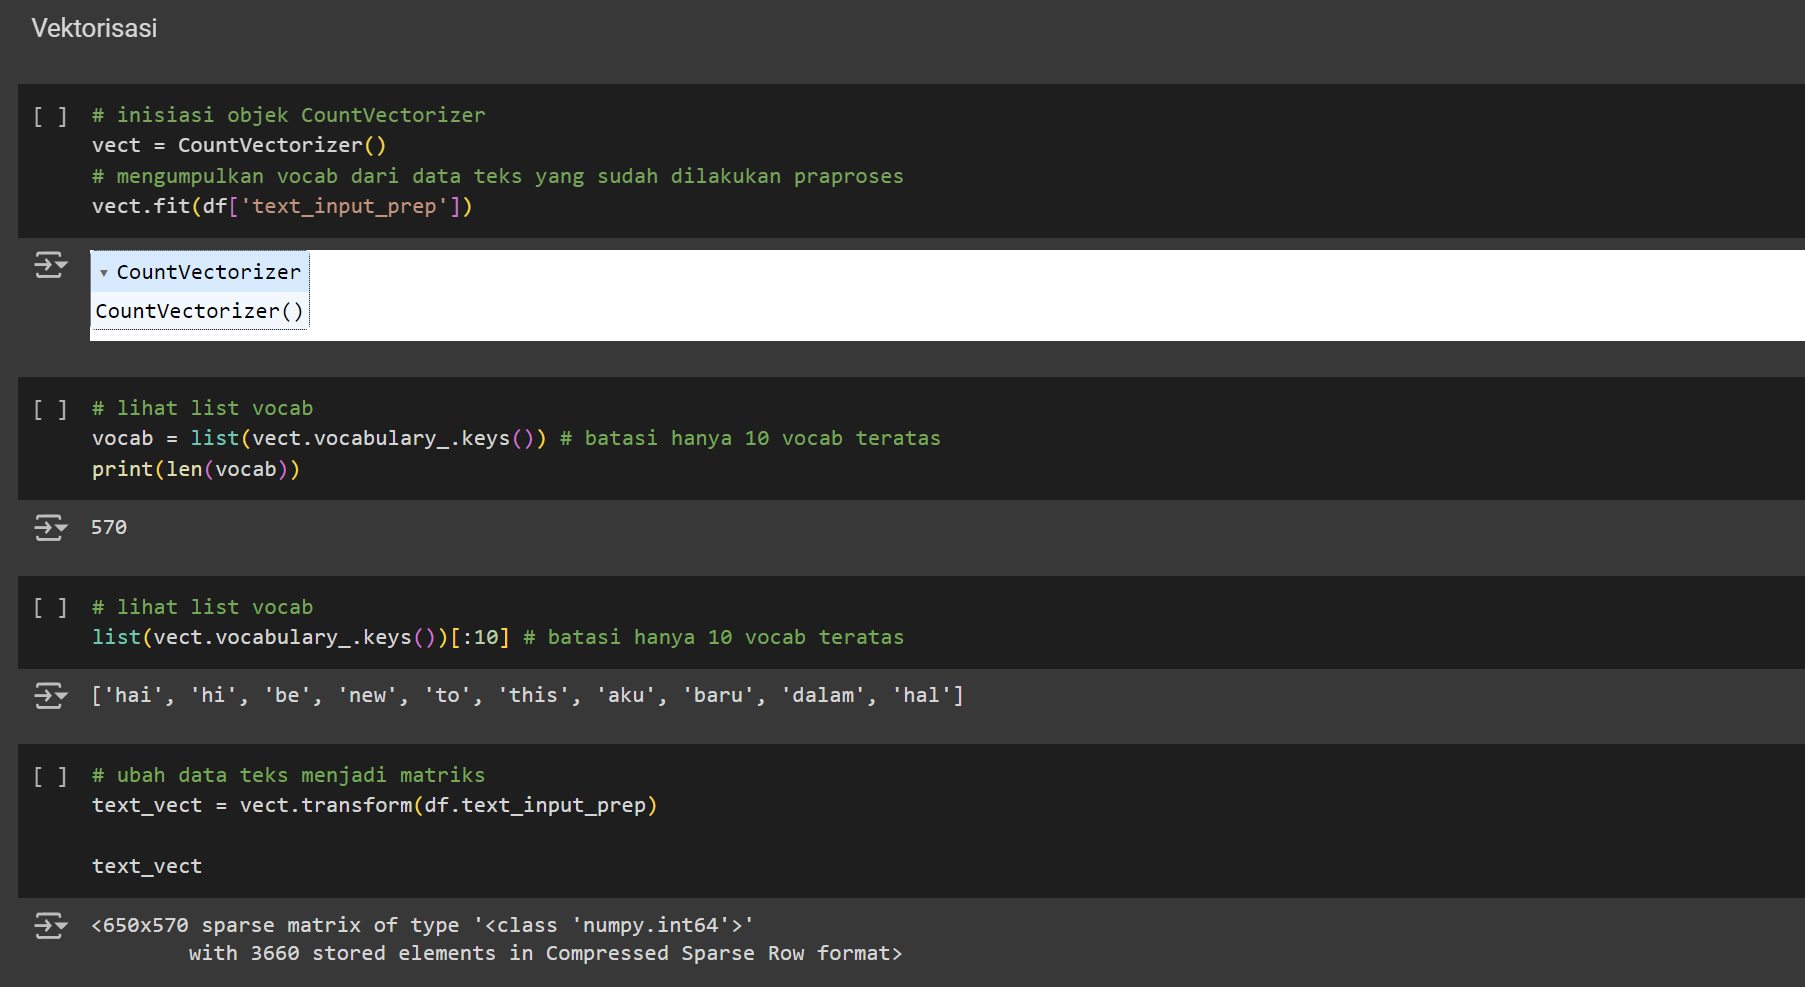 Vektorisasi
[ ] # inisiasi objek CountVectorizer
vect = CountVectorizer()
# mengumpulkan vocab dari data teks yang sudah dilakukan praproses
vect.fit(df['text_input_prep'])
▾ CountVectorizer
CountVectorizer()
[ ] # lihat list vocab
vocab = list(vect.vocabulary_.keys()) # batasi hanya 10 vocab teratas
print(len(vocab))
570
[ ] # lihat list vocab
list(vect.vocabulary_.keys())[:10] # batasi hanya 10 vocab teratas
['hai', 'hi', 'be', 'new', 'to', 'this', 'aku', 'baru', 'dalam', 'hal']
[ ] # ubah data teks menjadi matriks
text_vect = vect.transform(df.text_input_prep)
text_vect
<650x570 sparse matrix of type '<class 'numpy.int64'>'
with 3660 stored elements in Compressed Sparse Row format>